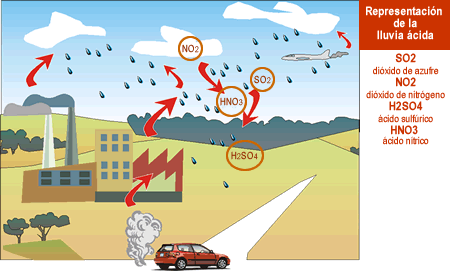 NO2
SO2
HNO3
H2SO4
Representación
de la
lluvia ácida
SO2
dióxido de azufre
NO2
dióxido de nitrógeno
H2SO4
ácido sulfúrico
HNO3
ácido nítrico